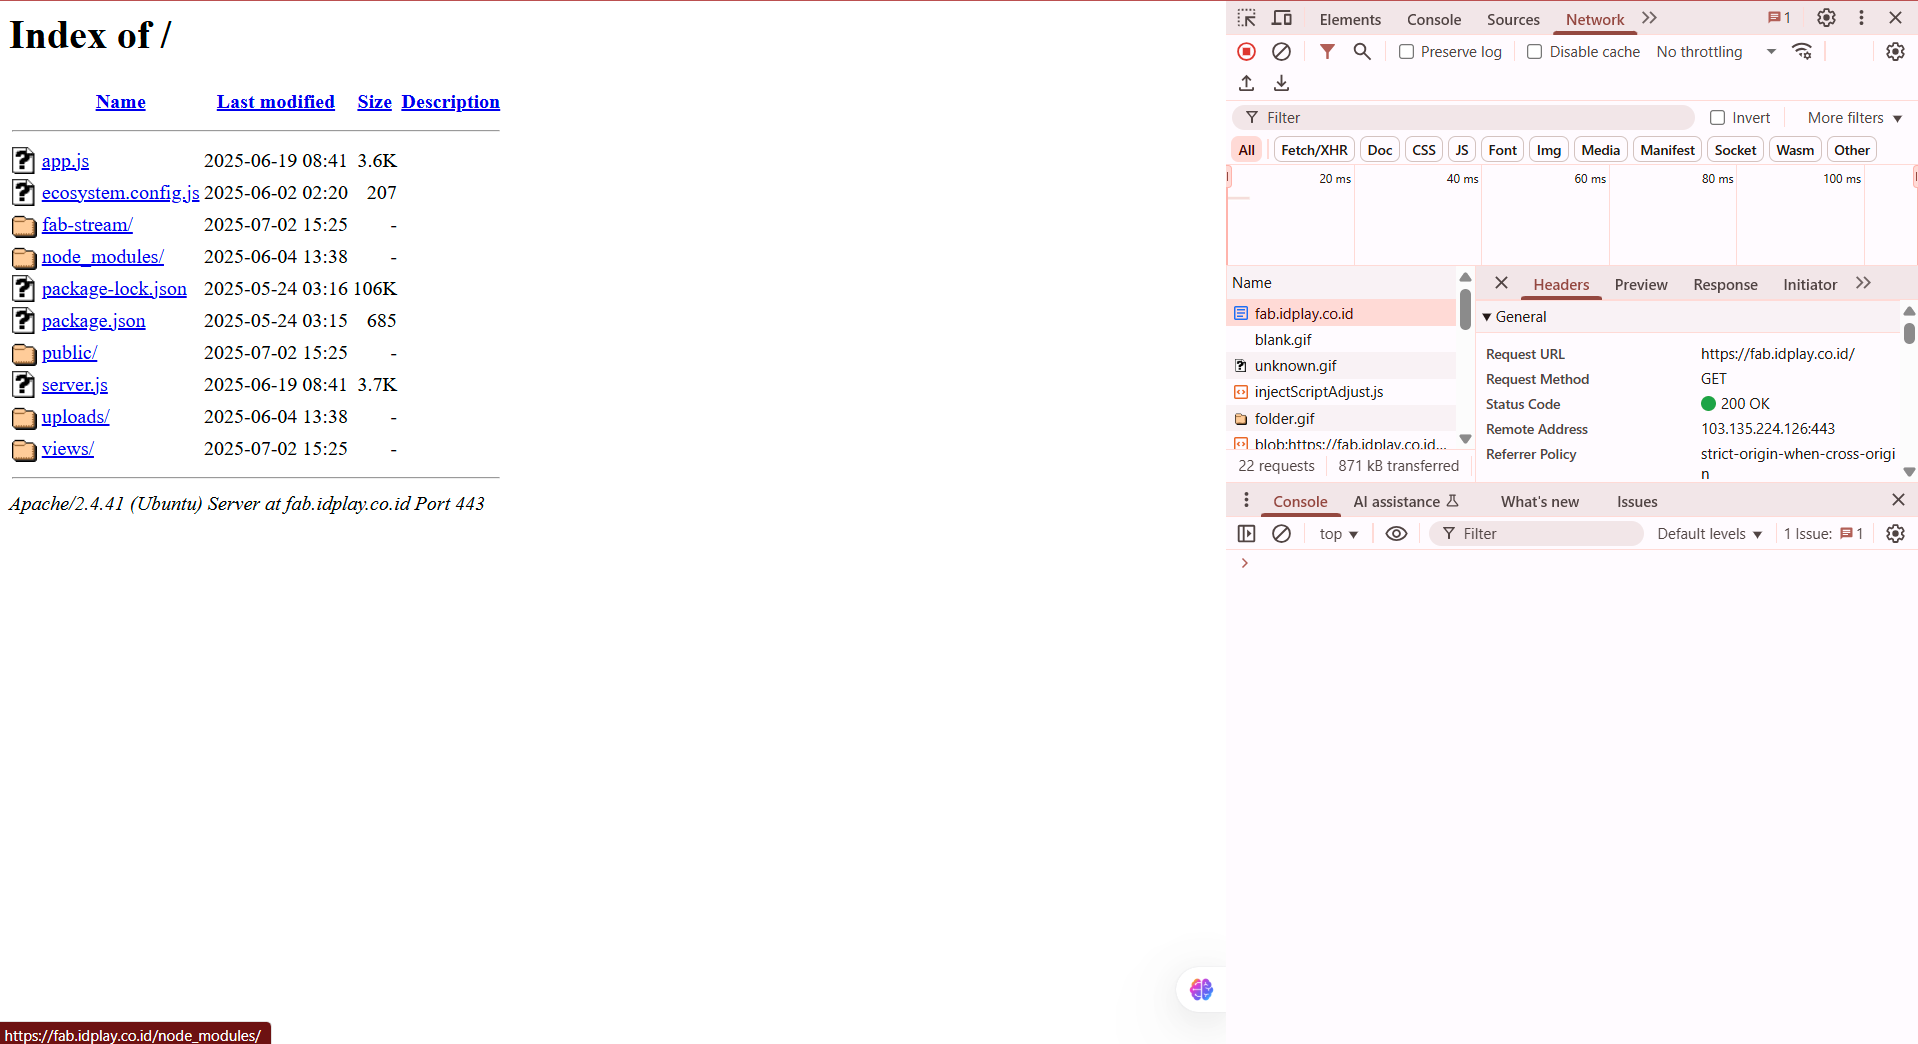 Index of /
Name Last modified Size Description
app.js 2025-06-19 08:41 3.6K
ecosystem.config.js 2025-06-02 02:20 207
fab-stream/ 2025-07-02 15:25 -
node_modules/ 2025-06-04 13:38 -
package-lock.json 2025-05-24 03:16 106K
package.json 2025-05-24 03:15 685
public/ 2025-07-02 15:25 -
server.js 2025-06-19 08:41 3.7K
uploads/ 2025-06-04 13:38 -
views/ 2025-07-02 15:25 -
Apache/2.4.41 (Ubuntu) Server at fab.idplay.co.id Port 443
https://fab.idplay.co.id/node_modules/
Elements Console Sources Network 1
Preserve log Disable cache No throttling
Filter Invert More filters
All Fetch/XHR Doc CSS JS Font Img Media Manifest Socket Wasm Other
20 ms 40 ms 60 ms 80 ms 100 ms
Name
fab.idplay.co.id
blank.gif
unknown.gif
injectScriptAdjust.js
folder.gif
blob:https://fab.idplay.co.id...
22 requests 871 kB transferred
Headers Preview Response Initiator
General
Request URL https://fab.idplay.co.id/
Request Method GET
Status Code 200 OK
Remote Address 103.135.224.126:443
Referrer Policy strict-origin-when-cross-origi
n
Console AI assistance What's new Issues
top Filter Default levels 1 Issue: 1